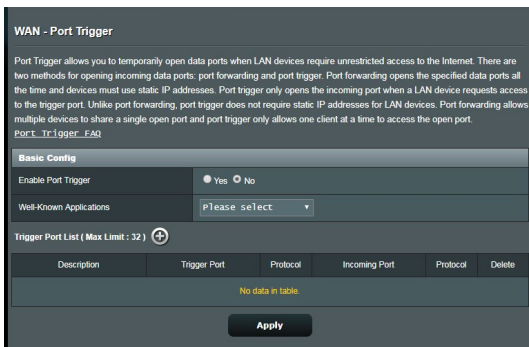 WAN - Port Trigger
Port Trigger allows you to temporarily open data ports when LAN devices require unrestricted access to the Internet. There are
two methods for opening incoming data ports: port forwarding and port trigger. Port forwarding opens the specified data ports all
the time and devices must use static IP addresses. Port trigger only opens the incoming port when a LAN device requests access
to the trigger port. Unlike port forwarding, port trigger does not require static IP addresses for LAN devices. Port forwarding allows
multiple devices to share a single open port and port trigger only allows one client at a time to access the open port.
Port Trigger FAQ
Basic Config
Enable Port Trigger Yes No
Well-Known Applications Please select
Trigger Port List ( Max Limit : 32 )
Description Trigger Port Protocol Incoming Port Protocol Delete
No data in table.
Apply